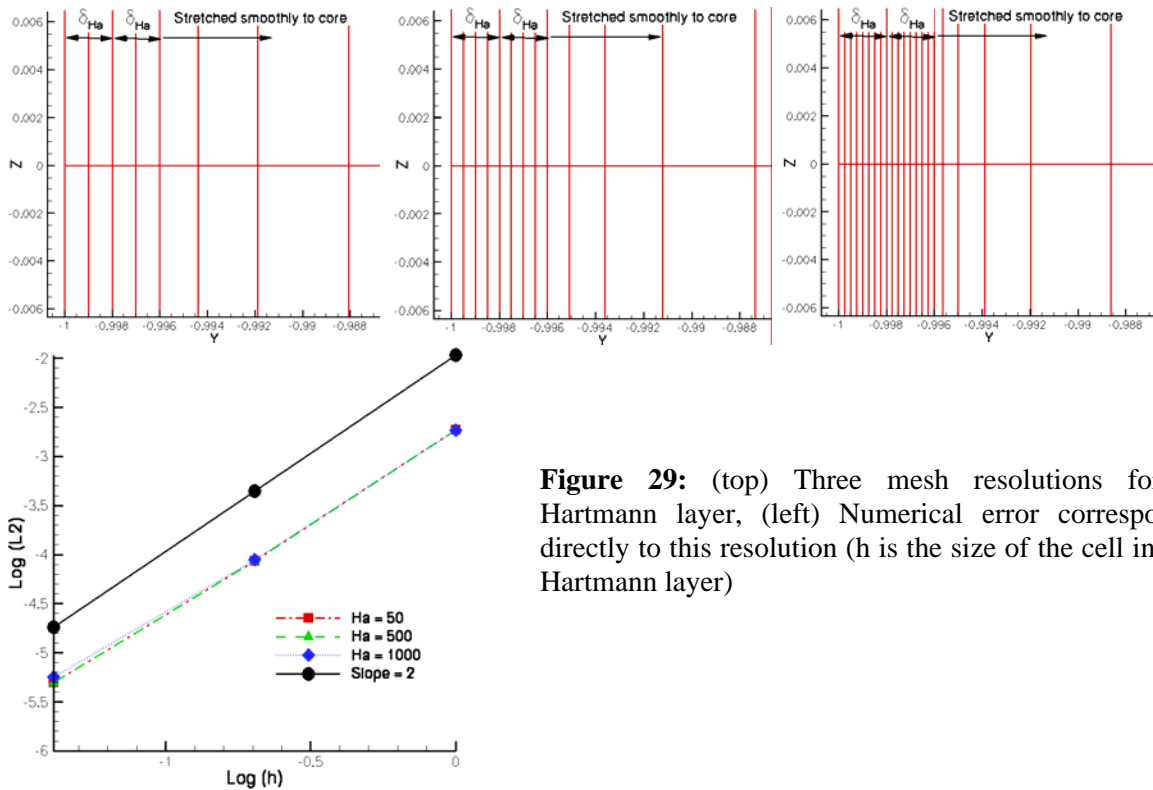 δHa δHa Stretched smoothly to core
0.006
0.004
0.002
0
-0.002
-0.004
-0.006
Z
-1 -0.998 -0.996 -0.994 -0.992 -0.99 -0.988
Y
δHa δHa Stretched smoothly to core
0.006
0.004
0.002
0
-0.002
-0.004
-0.006
Z
-1 -0.998 -0.996 -0.994 -0.992 -0.99 -0.988
Y
δHa δHa Stretched smoothly to core
0.006
0.004
0.002
0
-0.002
-0.004
-0.006
Z
-1 -0.998 -0.996 -0.994 -0.992 -0.99 -0.988
Y
-2
-2.5
-3
-3.5
-4
-4.5
-5
-5.5
-6
Log (L2)
Ha = 50
Ha = 500
Ha = 1000
Slope = 2
-1 -0.5 0
Log (h)
Figure 29: (top) Three mesh resolutions for
Hartmann layer, (left) Numerical error correspo
directly to this resolution (h is the size of the cell in
Hartmann layer)